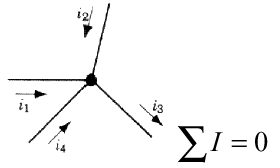 i₂
i₁
i₃
i₄
∑I = 0